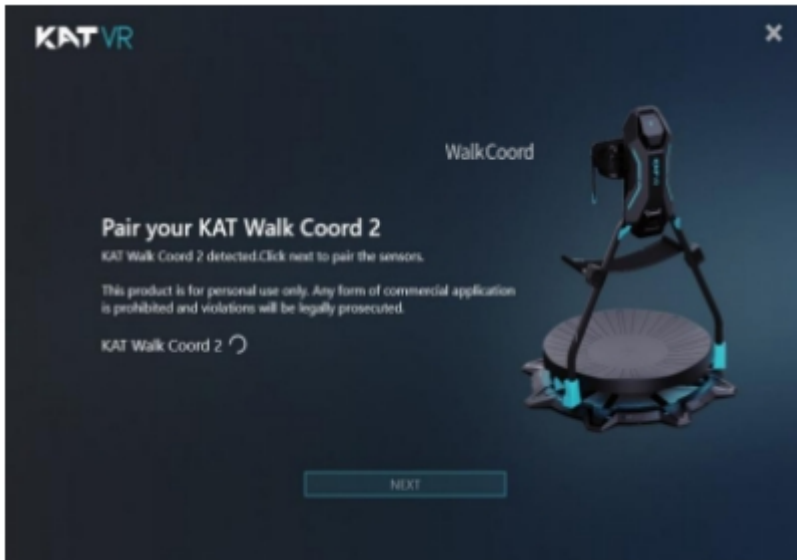 KAT VR
WalkCoord
Pair your KAT Walk Coord 2
KAT Walk Coord 2 detected.Click next to pair the sensors.
This product is for personal use only. Any form of commercial application
is prohibited and violations will be legally prosecuted.
KAT Walk Coord 2
NEXT